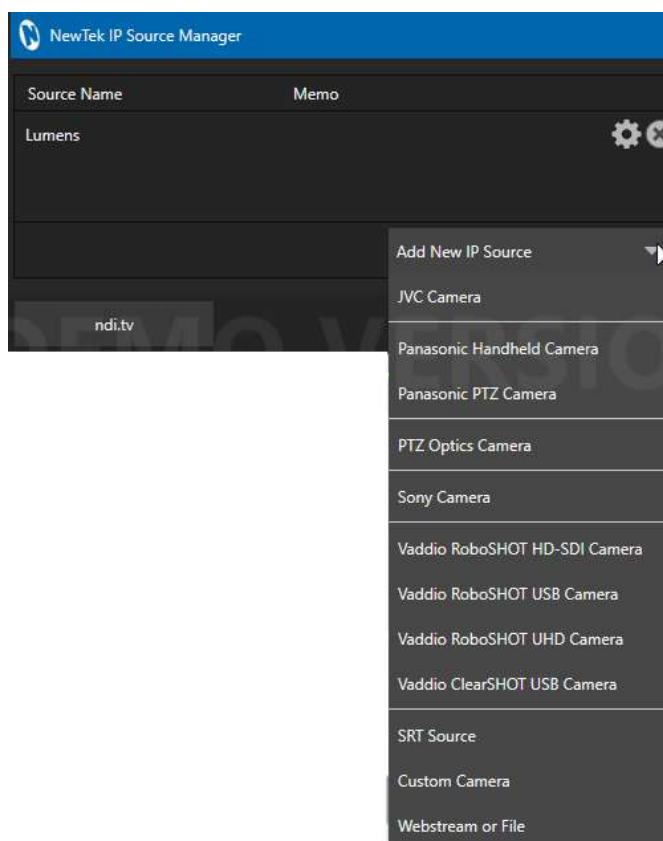 NewTek IP Source Manager
Source Name Memo
Lumens
Add New IP Source
JVC Camera
ndi.tv
DEMO VERSIO
Panasonic Handheld Camera
Panasonic PTZ Camera
PTZ Optics Camera
Sony Camera
Vaddio RoboSHOT HD-SDI Camera
Vaddio RoboSHOT USB Camera
Vaddio RoboSHOT UHD Camera
Vaddio ClearSHOT USB Camera
SRT Source
Custom Camera
Webstream or File